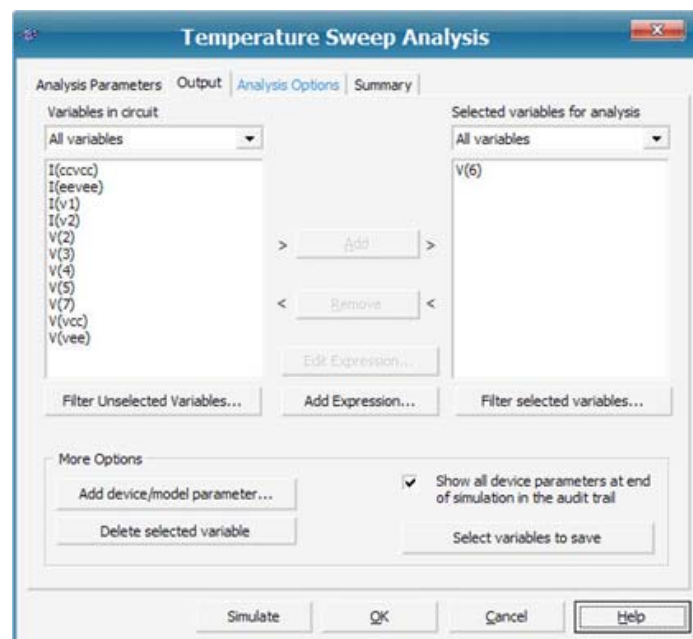 Temperature Sweep Analysis
Analysis Parameters Output Analysis Options Summary
Variables in circuit
Selected variables for analysis
All variables
All variables
I(ccvcc)
I(eevee)
I(v1)
I(v2)
V(2)
V(3)
V(4)
V(5)
V(7)
V(vcc)
V(vee)
V(6)
> Add >
< Remove <
Edit Expression...
Filter Unselected Variables...
Add Expression...
Filter selected variables...
More Options
Add device/model parameter...
Delete selected variable
Show all device parameters at end
of simulation in the audit trail
Select variables to save
Simulate
OK
Cancel
Help